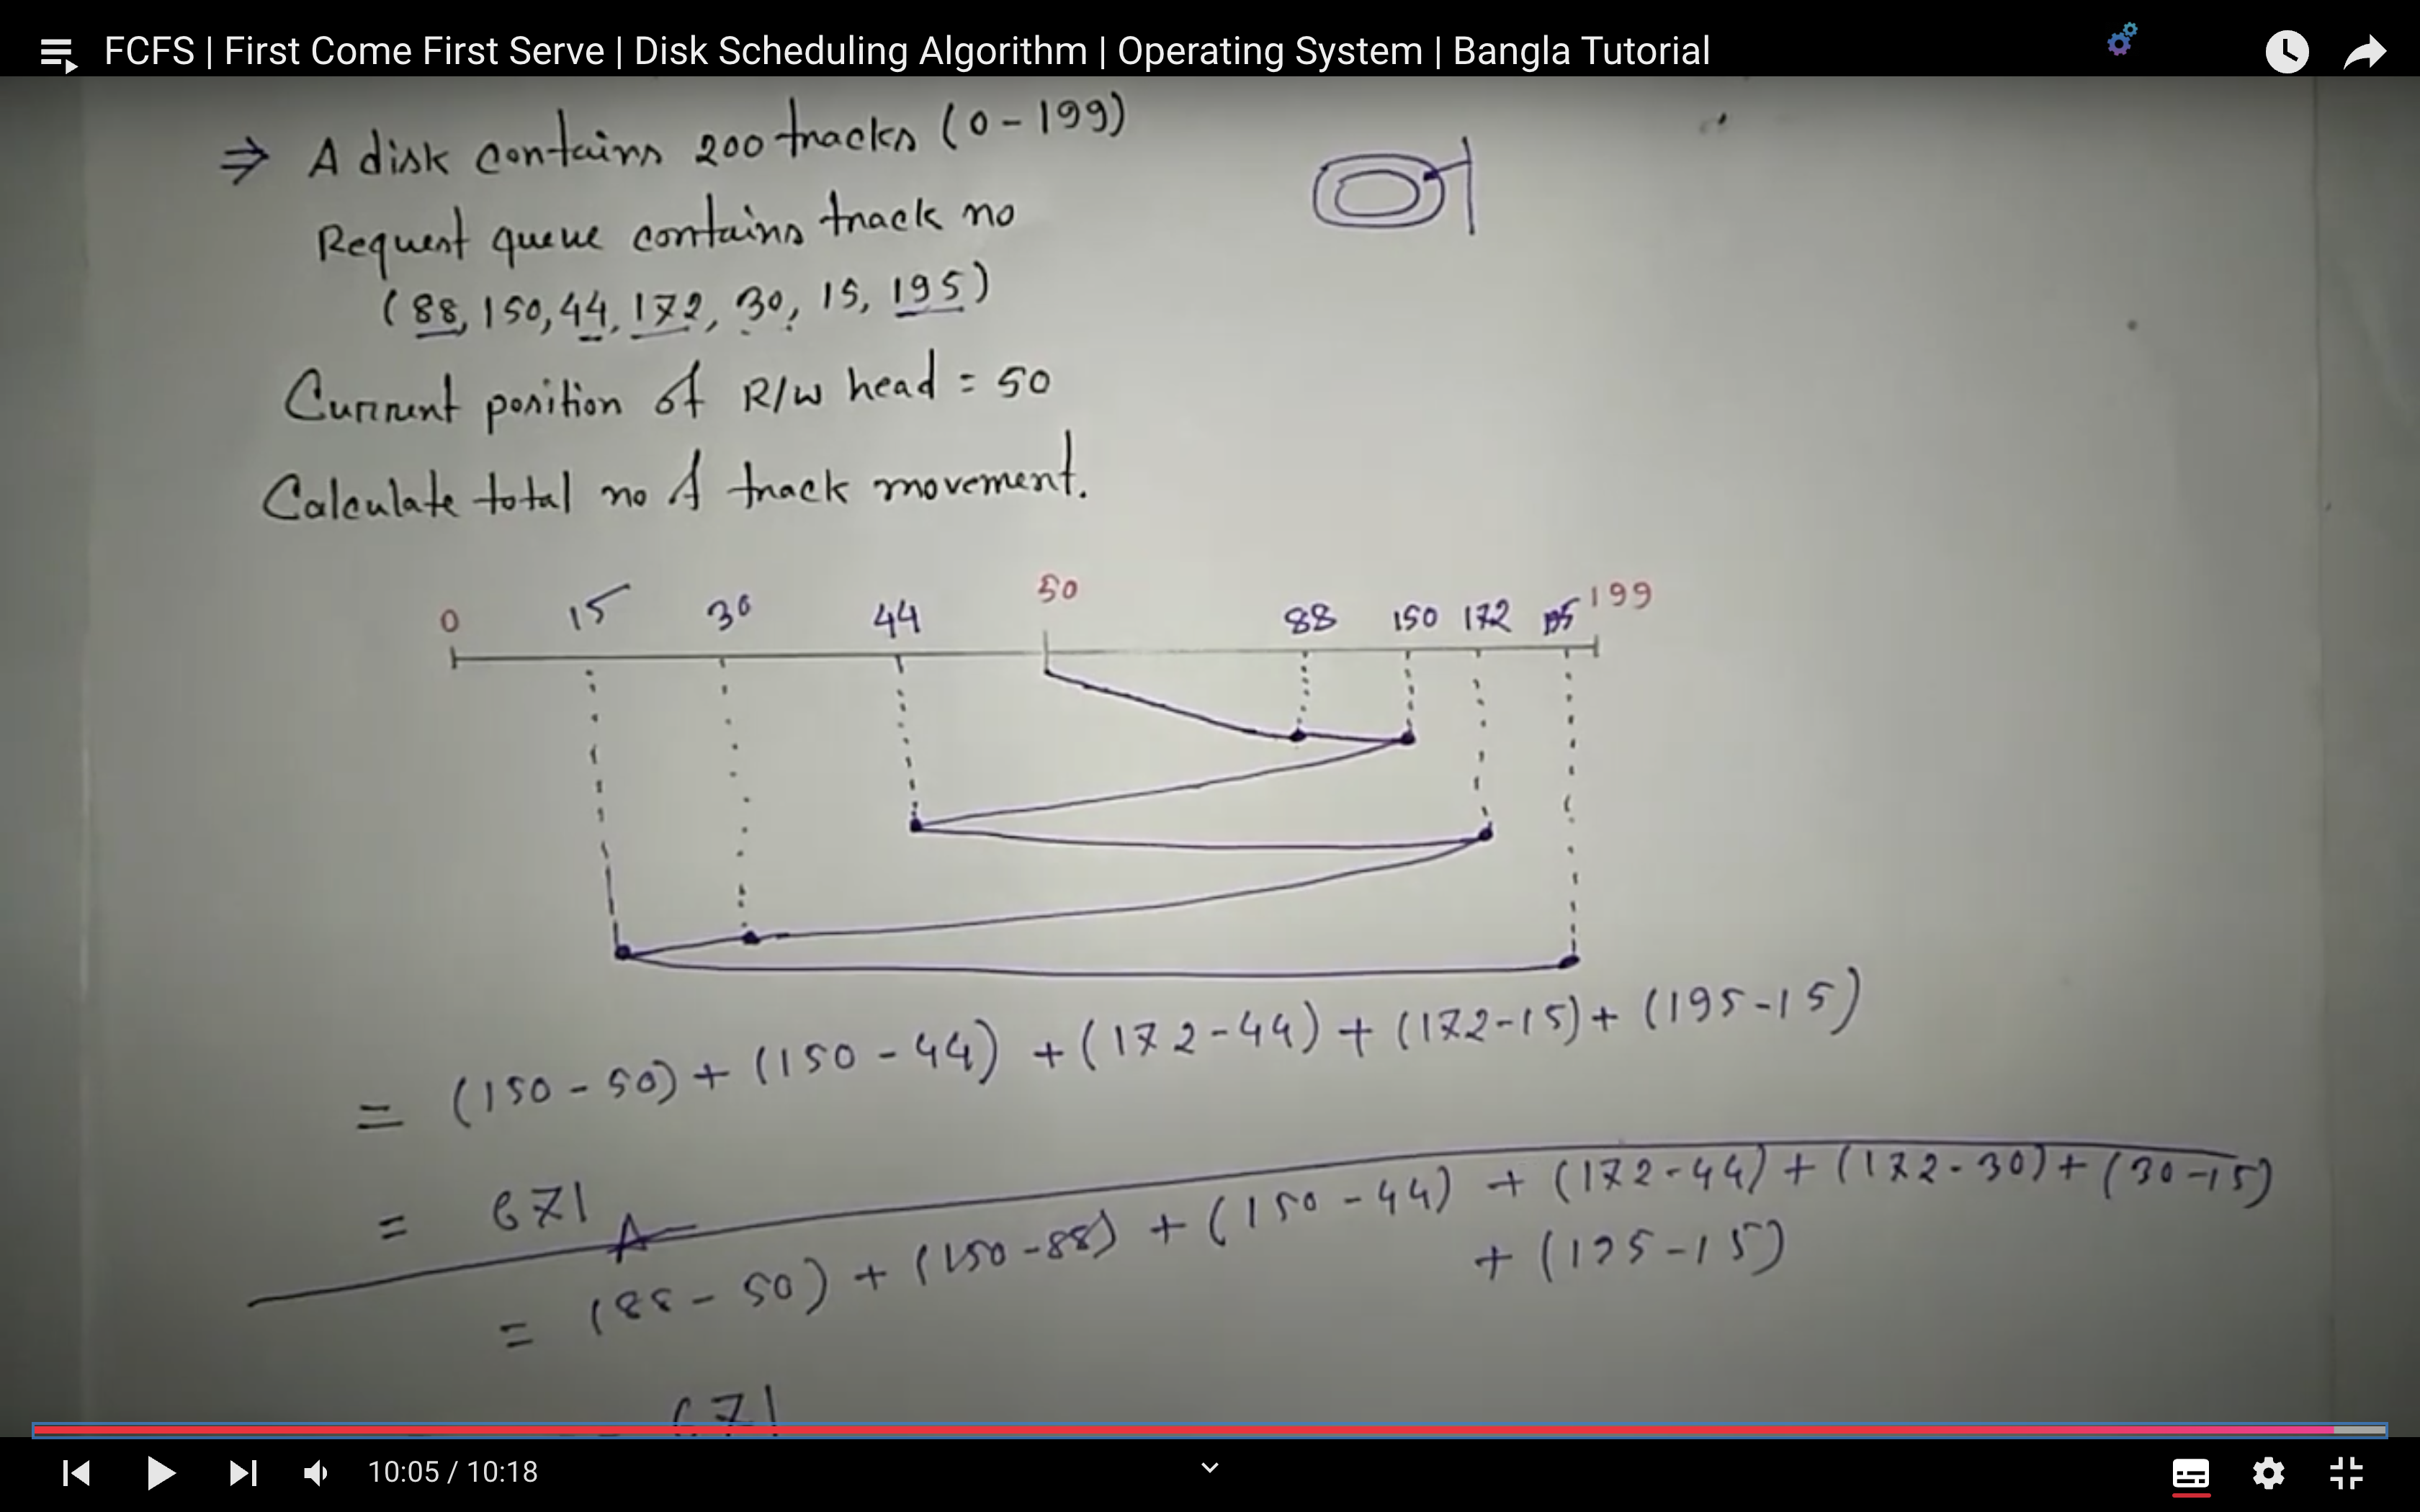 FCFS | First Come First Serve | Disk Scheduling Algorithm | Operating System | Bangla Tutorial
⇒ A disk contains 200 tracks (0-199)
Request queue contains track no
(88, 150, 44, 172, 30, 15, 195)
Current position of R/W head = 50
Calculate total no of track movement.
0 15 30 44 50 88 150 172 195 199
= (150-50) + (150-44) + (172-44) + (172-15) + (195-15)
= 671
= (88-50) + (150-88) + (150-44) + (172-44) + (172-30) + (30-15)
+ (195-15)
671
10:05 / 10:18